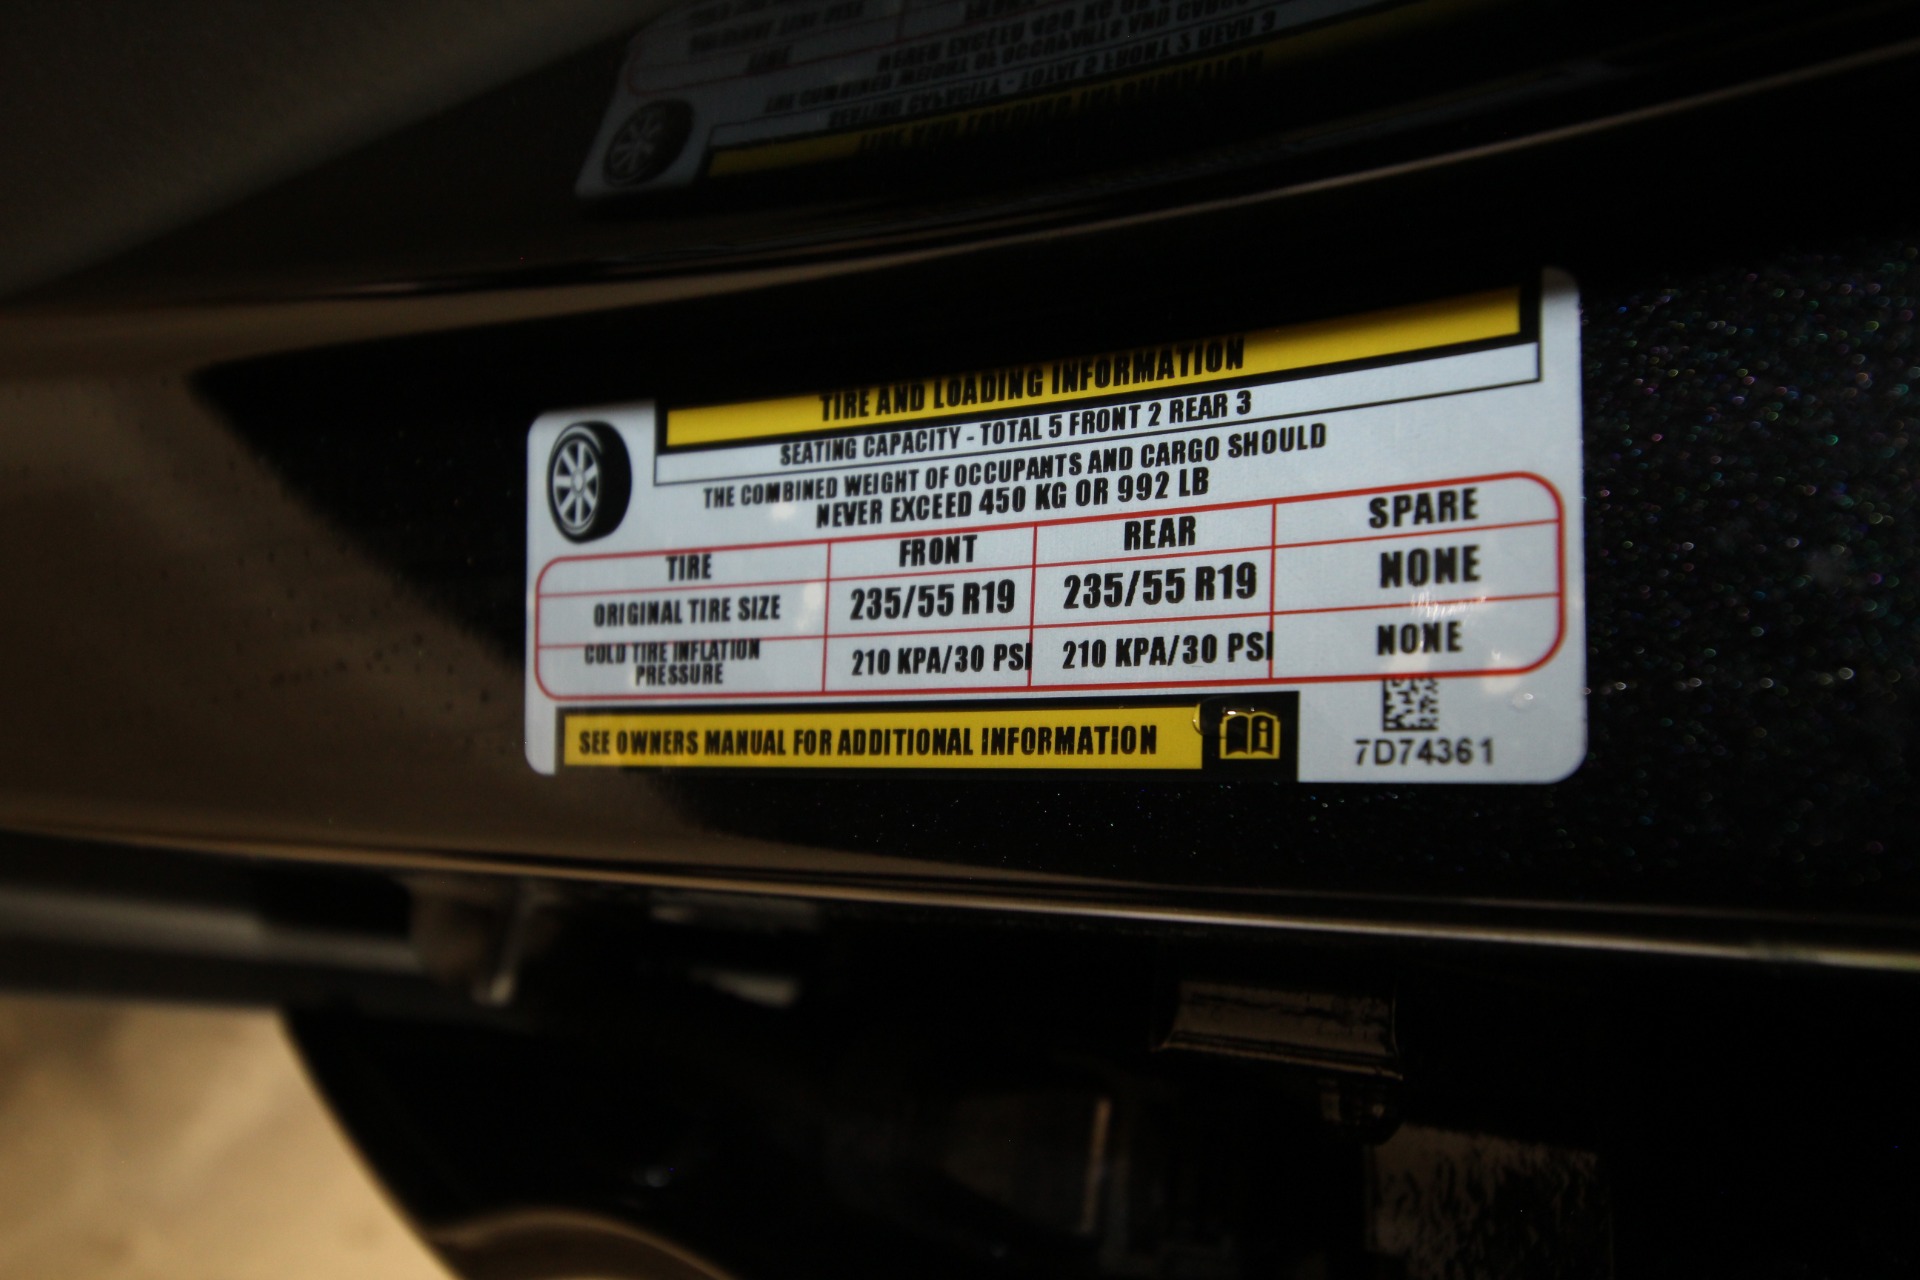 TIRE AND LOADING INFORMATION
SEATING CAPACITY - TOTAL 5 FRONT 2 REAR 3
THE COMBINED WEIGHT OF OCCUPANTS AND CARGO SHOULD
NEVER EXCEED 450 KG OR 992 LB
TIRE FRONT REAR SPARE
ORIGINAL TIRE SIZE 235/55 R19 235/55 R19 NONE
COLD TIRE INFLATION
PRESSURE 210 KPA/30 PSI 210 KPA/30 PSI NONE
SEE OWNERS MANUAL FOR ADDITIONAL INFORMATION
7D74361